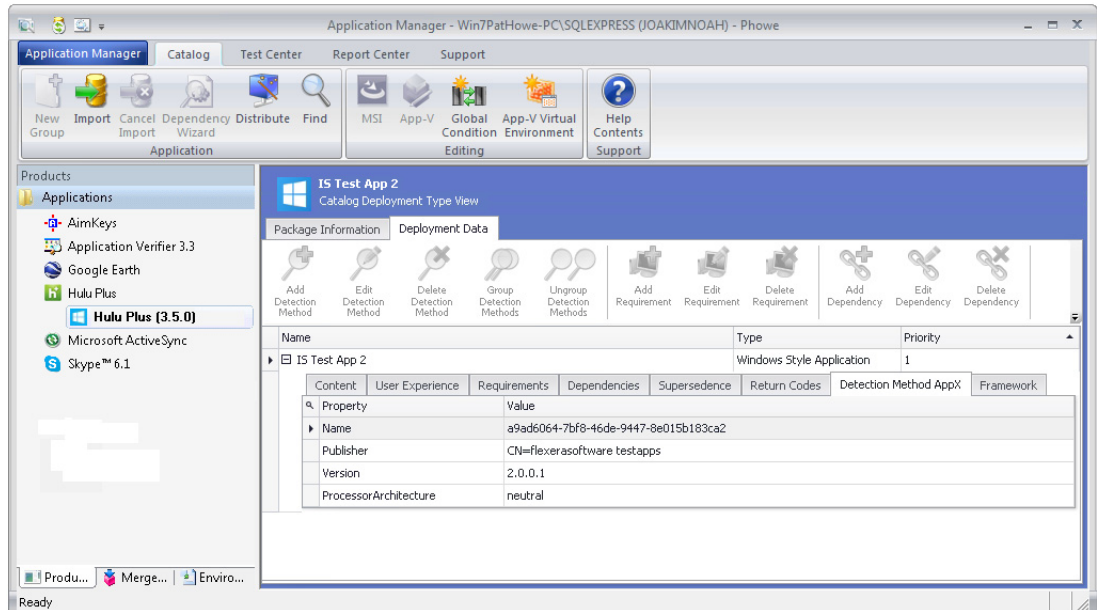 Application Manager - Win7PatHowe-PC\SQLEXPRESS (JOAKIMNOAH) - Phowe
Application Manager Catalog Test Center Report Center Support
New Group Import Cancel Import Dependency Wizard Distribute Find MSI App-V Global Condition App-V Virtual Environment Help Contents
Application Editing Support
Products
Applications
AimKeys
Application Verifier 3.3
Google Earth
Hulu Plus
Hulu Plus (3.5.0)
Microsoft ActiveSync
Skype™ 6.1
Produ... Merge... Enviro...
IS Test App 2
Catalog Deployment Type View
Package Information Deployment Data
Add Detection Method Edit Detection Method Delete Detection Method Group Detection Methods Ungroup Detection Methods Add Requirement Edit Requirement Delete Requirement Add Dependency Edit Dependency Delete Dependency
Name Type Priority
IS Test App 2 Windows Style Application 1
Content User Experience Requirements Dependencies Supersedence Return Codes Detection Method AppX Framework
Property Value
Name a9ad6064-7bf8-46de-9447-8e015b183ca2
Publisher CN=flexerasoftware testapps
Version 2.0.0.1
ProcessorArchitecture neutral
Ready